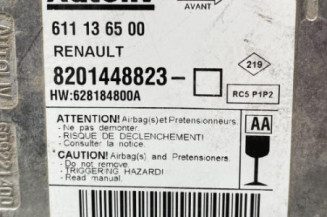 Autoliv
AVANT
611 13 65 00
RENAULT
8201448823-
219
HW:628184800A
RC5 P1P2
ATTENTION! Airbag(s) et Pretensionneurs.
- Ne pas demonter.
- RISQUE DE DECLENCHEMENT!
- Consulter la notice.
AA
CAUTION! Airbag(s) and Pretensioners.
- Do not remove.
- TRIGGERING HAZARD!
- Read manual.